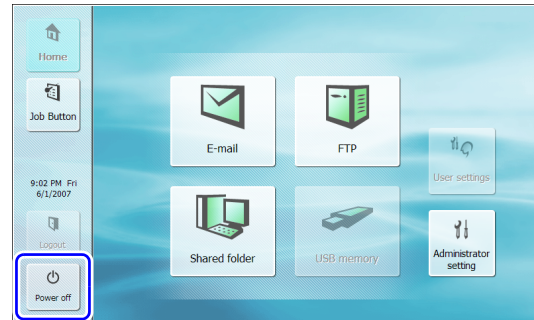 Home
Job Button
9:02 PM Fri
6/1/2007
Logout
Power off
E-mail
FTP
Shared folder
USB memory
User settings
Administrator
setting